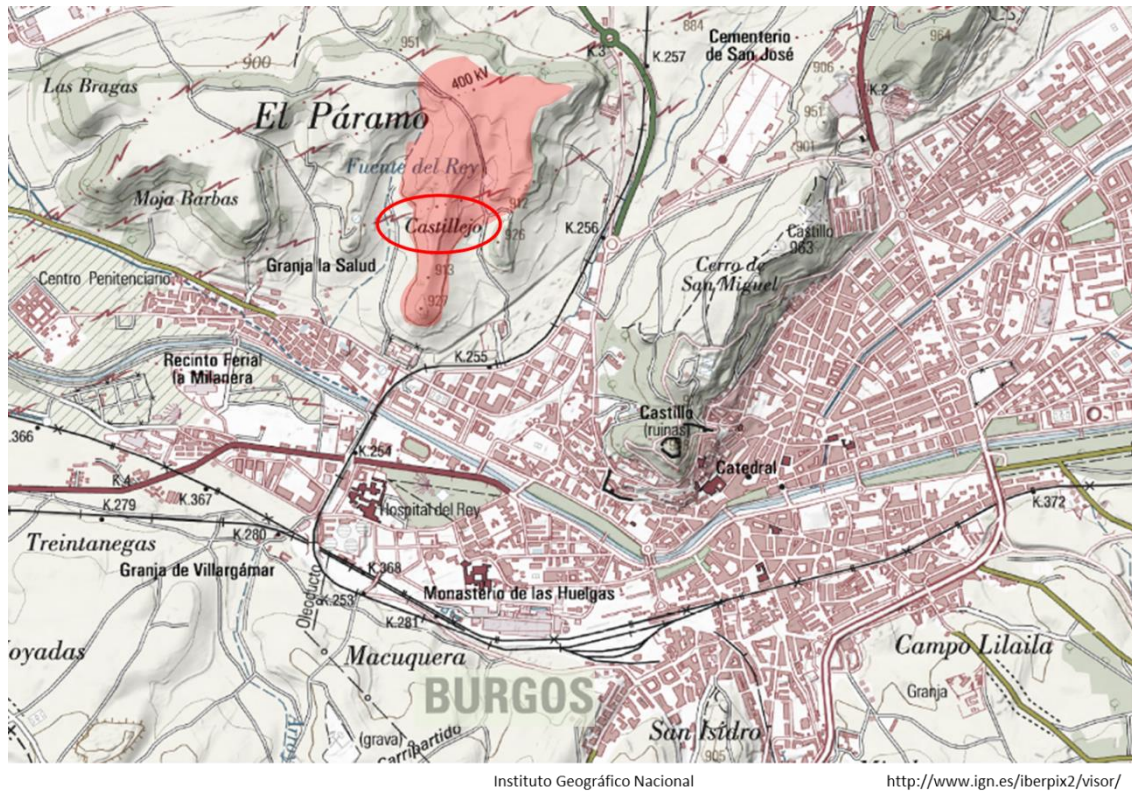 951
884
C.S.
964
Las Bragas
900
400 kV
K.3
K.257
Cementerio
de San José
906
K.2
951
901
El Páramo
Fuente del Rey
Moja Barbas
912
Castillejo
926
K.256
Castillo
963
Granja la Salud
913
Cerro de
San Miguel
Centro Penitenciario
927
K.255
Recinto Ferial
la Milanera
Castillo
(ruinas)
.366
K.254
Catedral
K.4
K.367
K.279
Hospital del Rey
K.372
K.280
Treintanegas
Granja de Villargámar
K.368
K.253
Oleoducto
Monasterio de las Huelgas
K.281
oyadas
Macuquera
Campo Lilaila
BURGOS
Granja
San Isidro
(grava)
Carripartido
905
Instituto Geográfico Nacional
http://www.ign.es/iberpix2/visor/